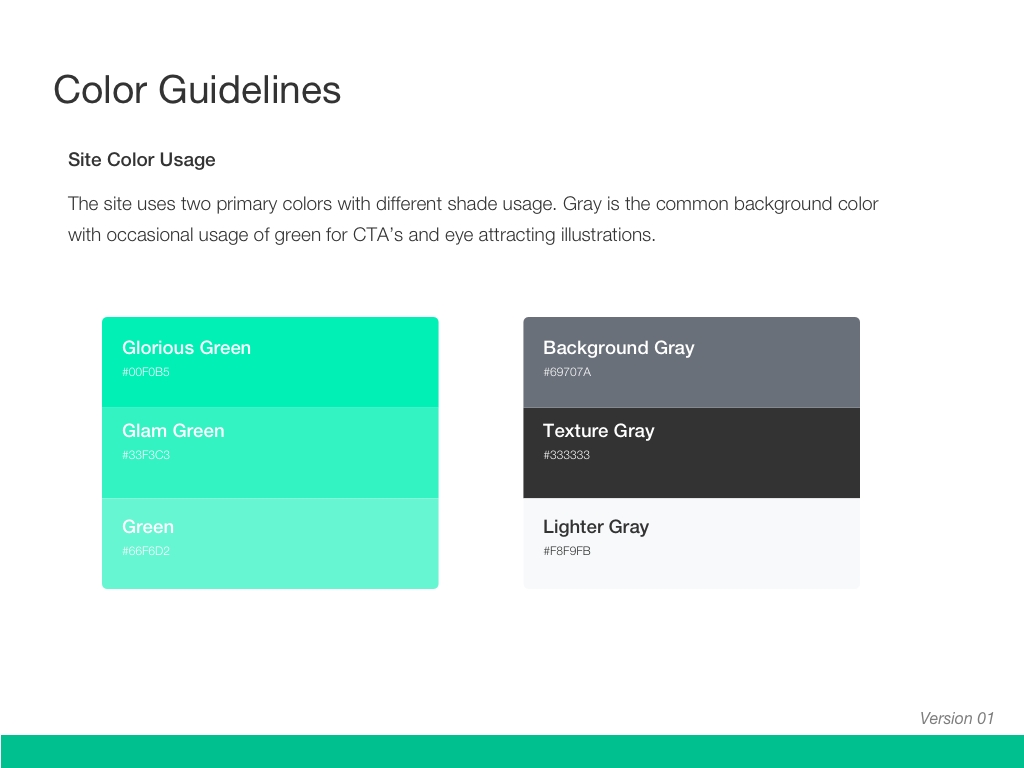 Color Guidelines
Site Color Usage
The site uses two primary colors with different shade usage. Gray is the common background color
with occasional usage of green for CTA's and eye attracting illustrations.
Glorious Green
#00F0B5
Glam Green
#33F3C3
Green
#66F6D2
Background Gray
#69707A
Texture Gray
#333333
Lighter Gray
#F8F9FB
Version 01